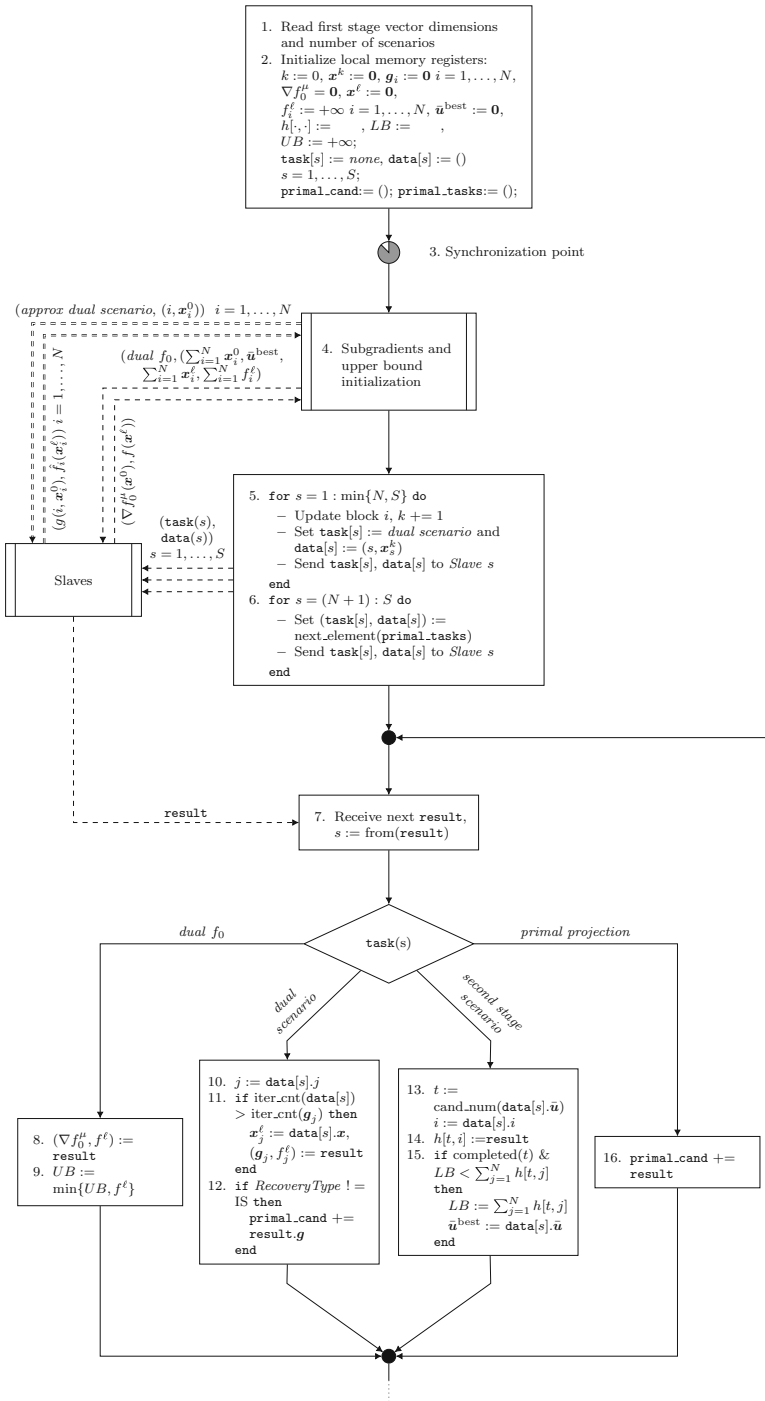 1. Read first stage vector dimensions
and number of scenarios
2. Initialize local memory registers:
k := 0, x^k := 0, g_i := 0 i = 1, . . . , N,
∇f_0^μ = 0, x^ℓ := 0,
f_i^ℓ := +∞ i = 1, . . . , N, ū^best := 0,
h[·, ·] := , LB := ,
UB := +∞;
task[s] := none, data[s] := ()
s = 1, . . . , S;
primal_cand:= (); primal_tasks:= ();
3. Synchronization point
(approx dual scenario, (i, x_i^0)) i = 1, . . . , N
4. Subgradients and
upper bound
initialization
(dual f_0, (∑_{i=1}^N x_i^0, ū^best,
∑_{i=1}^N x_i^ℓ, ∑_{i=1}^N f_i^ℓ)
(g(i, x_i^0), f̂_i(x_i^ℓ)) i = 1, . . . , N
(∇f_0^μ(x^0), f(x^ℓ))
5. for s = 1 : min{N, S} do
– Update block i, k += 1
– Set task[s] := dual scenario and
data[s] := (s, x_s^k)
– Send task[s], data[s] to Slave s
end
6. for s = (N + 1) : S do
– Set (task[s], data[s]) :=
next_element(primal_tasks)
– Send task[s], data[s] to Slave s
end
(task(s),
data(s))
s = 1, . . . , S
Slaves
result
7. Receive next result,
s := from(result)
task(s)
dual f_0
dual
scenario
second stage
scenario
primal projection
8. (∇f_0^μ, f^ℓ) :=
result
9. UB :=
min{UB, f^ℓ}
10. j := data[s].j
11. if iter_cnt(data[s])
> iter_cnt(g_j) then
x_j^ℓ := data[s].x,
(g_j, f_j^ℓ) := result
end
12. if RecoveryType ! =
IS then
primal_cand +=
result.g
end
13. t :=
cand_num(data[s].ū)
i := data[s].i
14. h[t, i] :=result
15. if completed(t) &
LB < ∑_{j=1}^N h[t, j]
then
LB := ∑_{j=1}^N h[t, j]
ū^best := data[s].ū
end
16. primal_cand +=
result